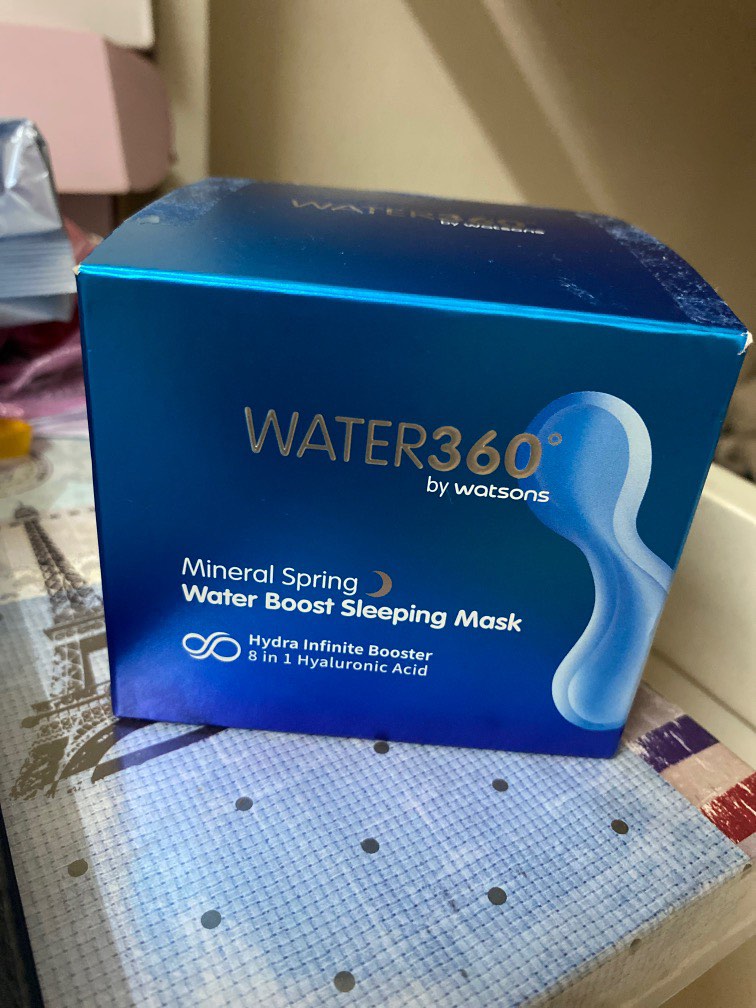 WATER360°
by watsons
WATER360°
by watsons
Mineral Spring
Water Boost Sleeping Mask
Hydra Infinite Booster
8 in 1 Hyaluronic Acid